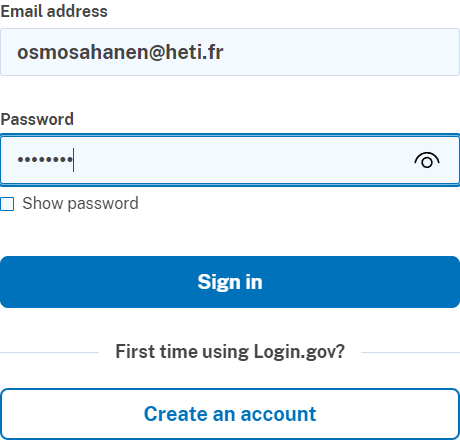 Email address
osmosahanen@heti.fr
Password
••••••••
Show password
Sign in
First time using Login.gov?
Create an account